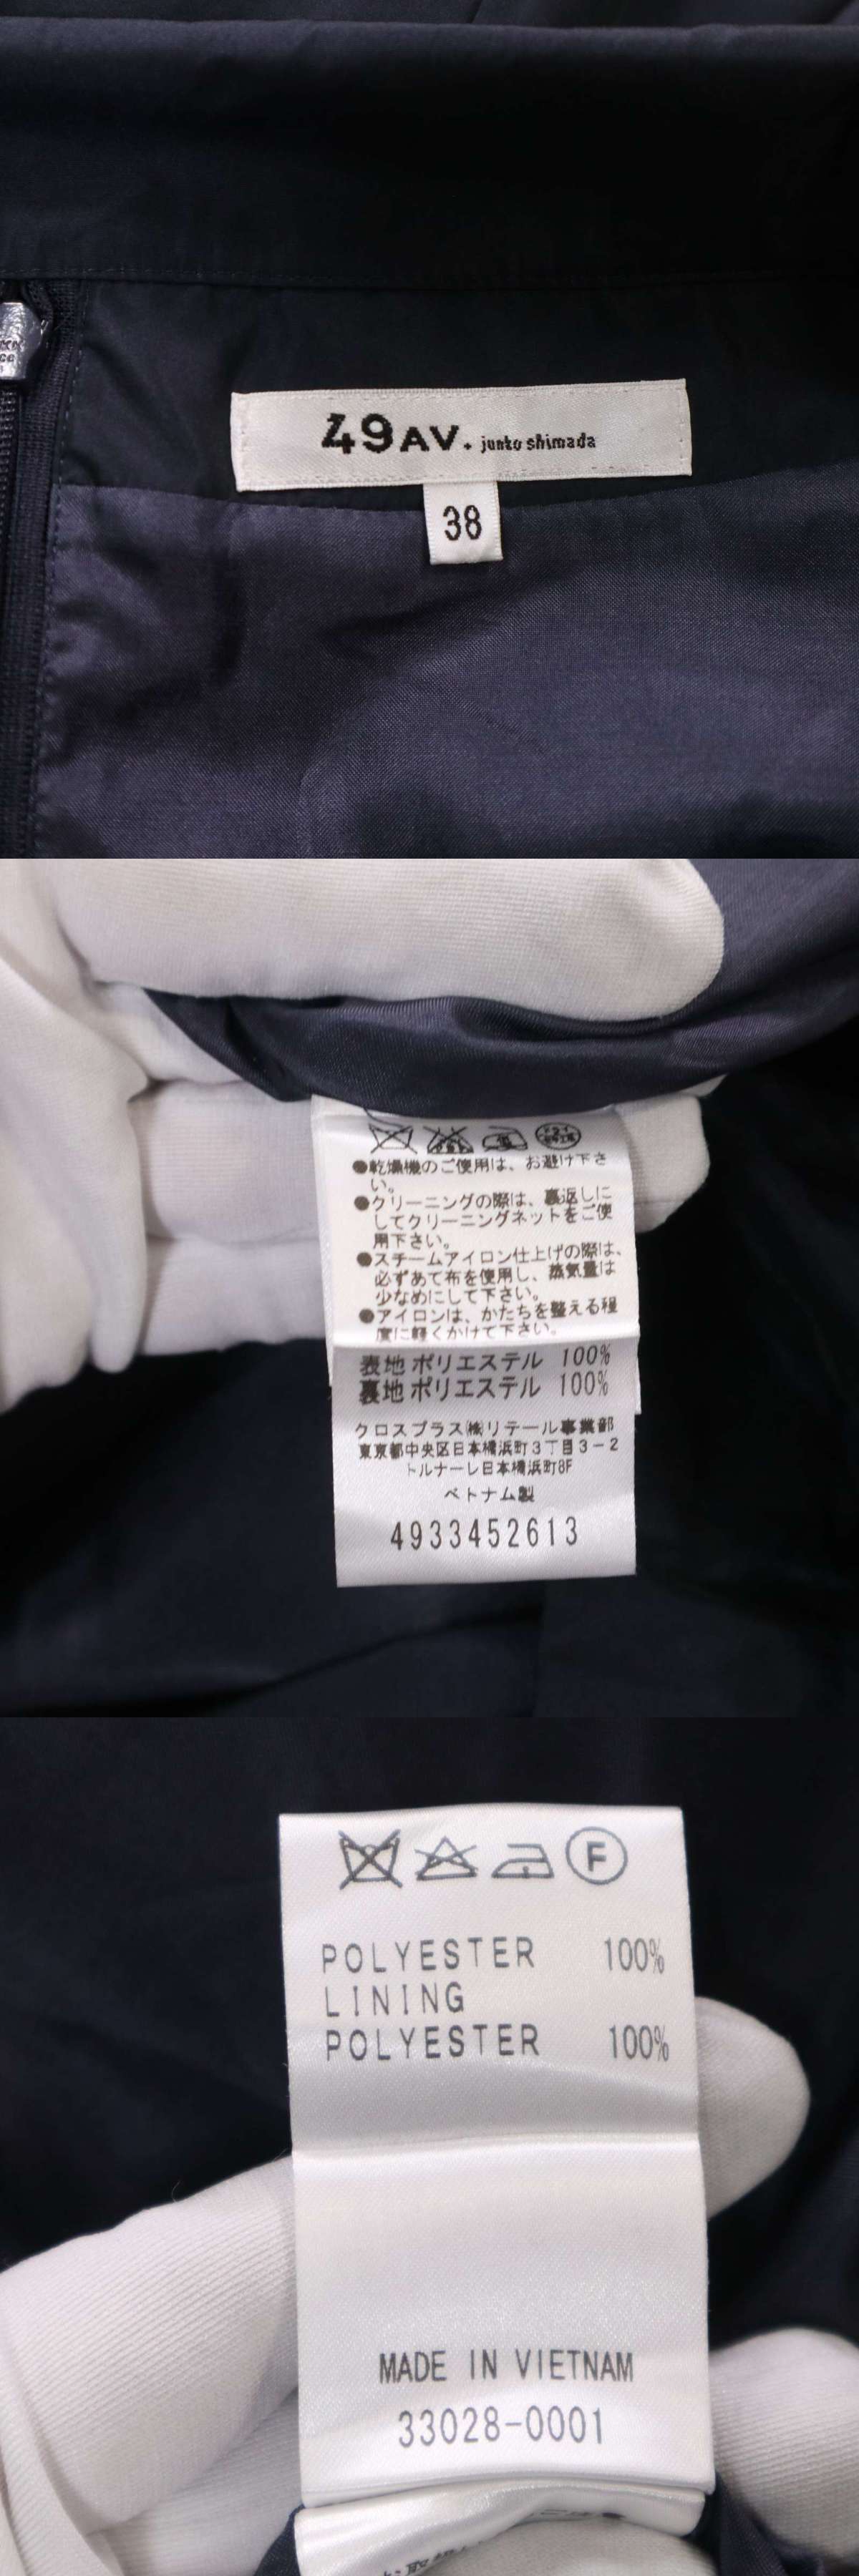 49AV. junko shimada
38
●乾燥機のご使用は、お避け下さ
い。
●クリーニングの際は、裏返しに
してクリーニングネットをご使
用下さい。
●スチームアイロン仕上げの際は、
必ずあて布を使用し、蒸気量は
少なめにして下さい。
●アイロンは、かたちを整える程
度に軽くかけて下さい。
表地 ポリエステル 100%
裏地 ポリエステル 100%
クロスプラス㈱リテール事業部
東京都中央区日本橋浜町3丁目3-2
トルナーレ日本橋浜町8F
ベトナム製
4933452613
F
POLYESTER 100%
LINING
POLYESTER 100%
MADE IN VIETNAM
33028-0001